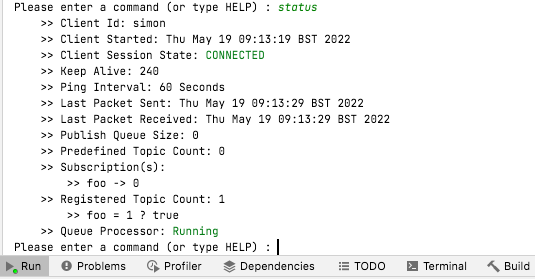 Please enter a command (or type HELP) : status
>> Client Id: simon
>> Client Started: Thu May 19 09:13:19 BST 2022
>> Client Session State: CONNECTED
>> Keep Alive: 240
>> Ping Interval: 60 Seconds
>> Last Packet Sent: Thu May 19 09:13:29 BST 2022
>> Last Packet Received: Thu May 19 09:13:29 BST 2022
>> Publish Queue Size: 0
>> Predefined Topic Count: 0
>> Subscription(s):
>> foo -> 0
>> Registered Topic Count: 1
>> foo = 1 ? true
>> Queue Processor: Running
Please enter a command (or type HELP) :
Run Problems Profiler Dependencies TODO Terminal Build